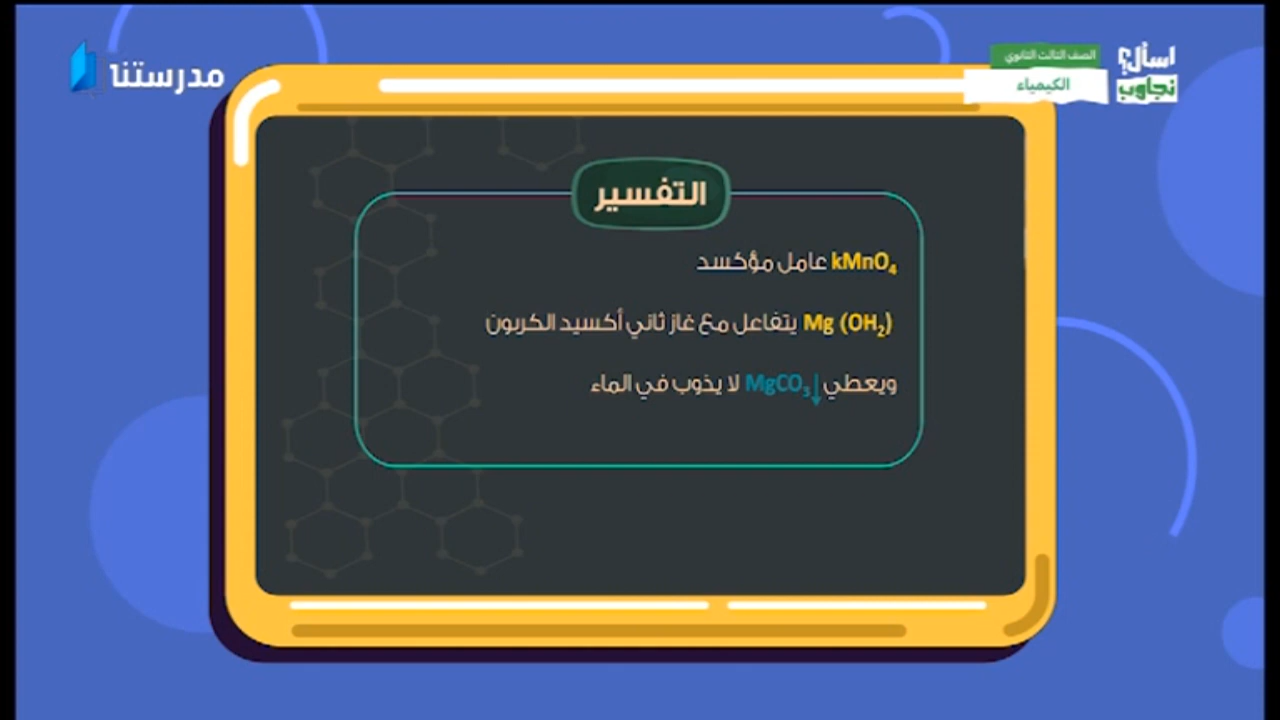 مدرستنا
الصف الثالث الثانوي
الكيمياء
اسأل؟
نجاوب
التفسير
kMnO₄ عامل مؤكسد
Mg (OH₂) يتفاعل مع غاز ثاني أكسيد الكربون
ويعطي ↓MgCO₃ لا يذوب في الماء